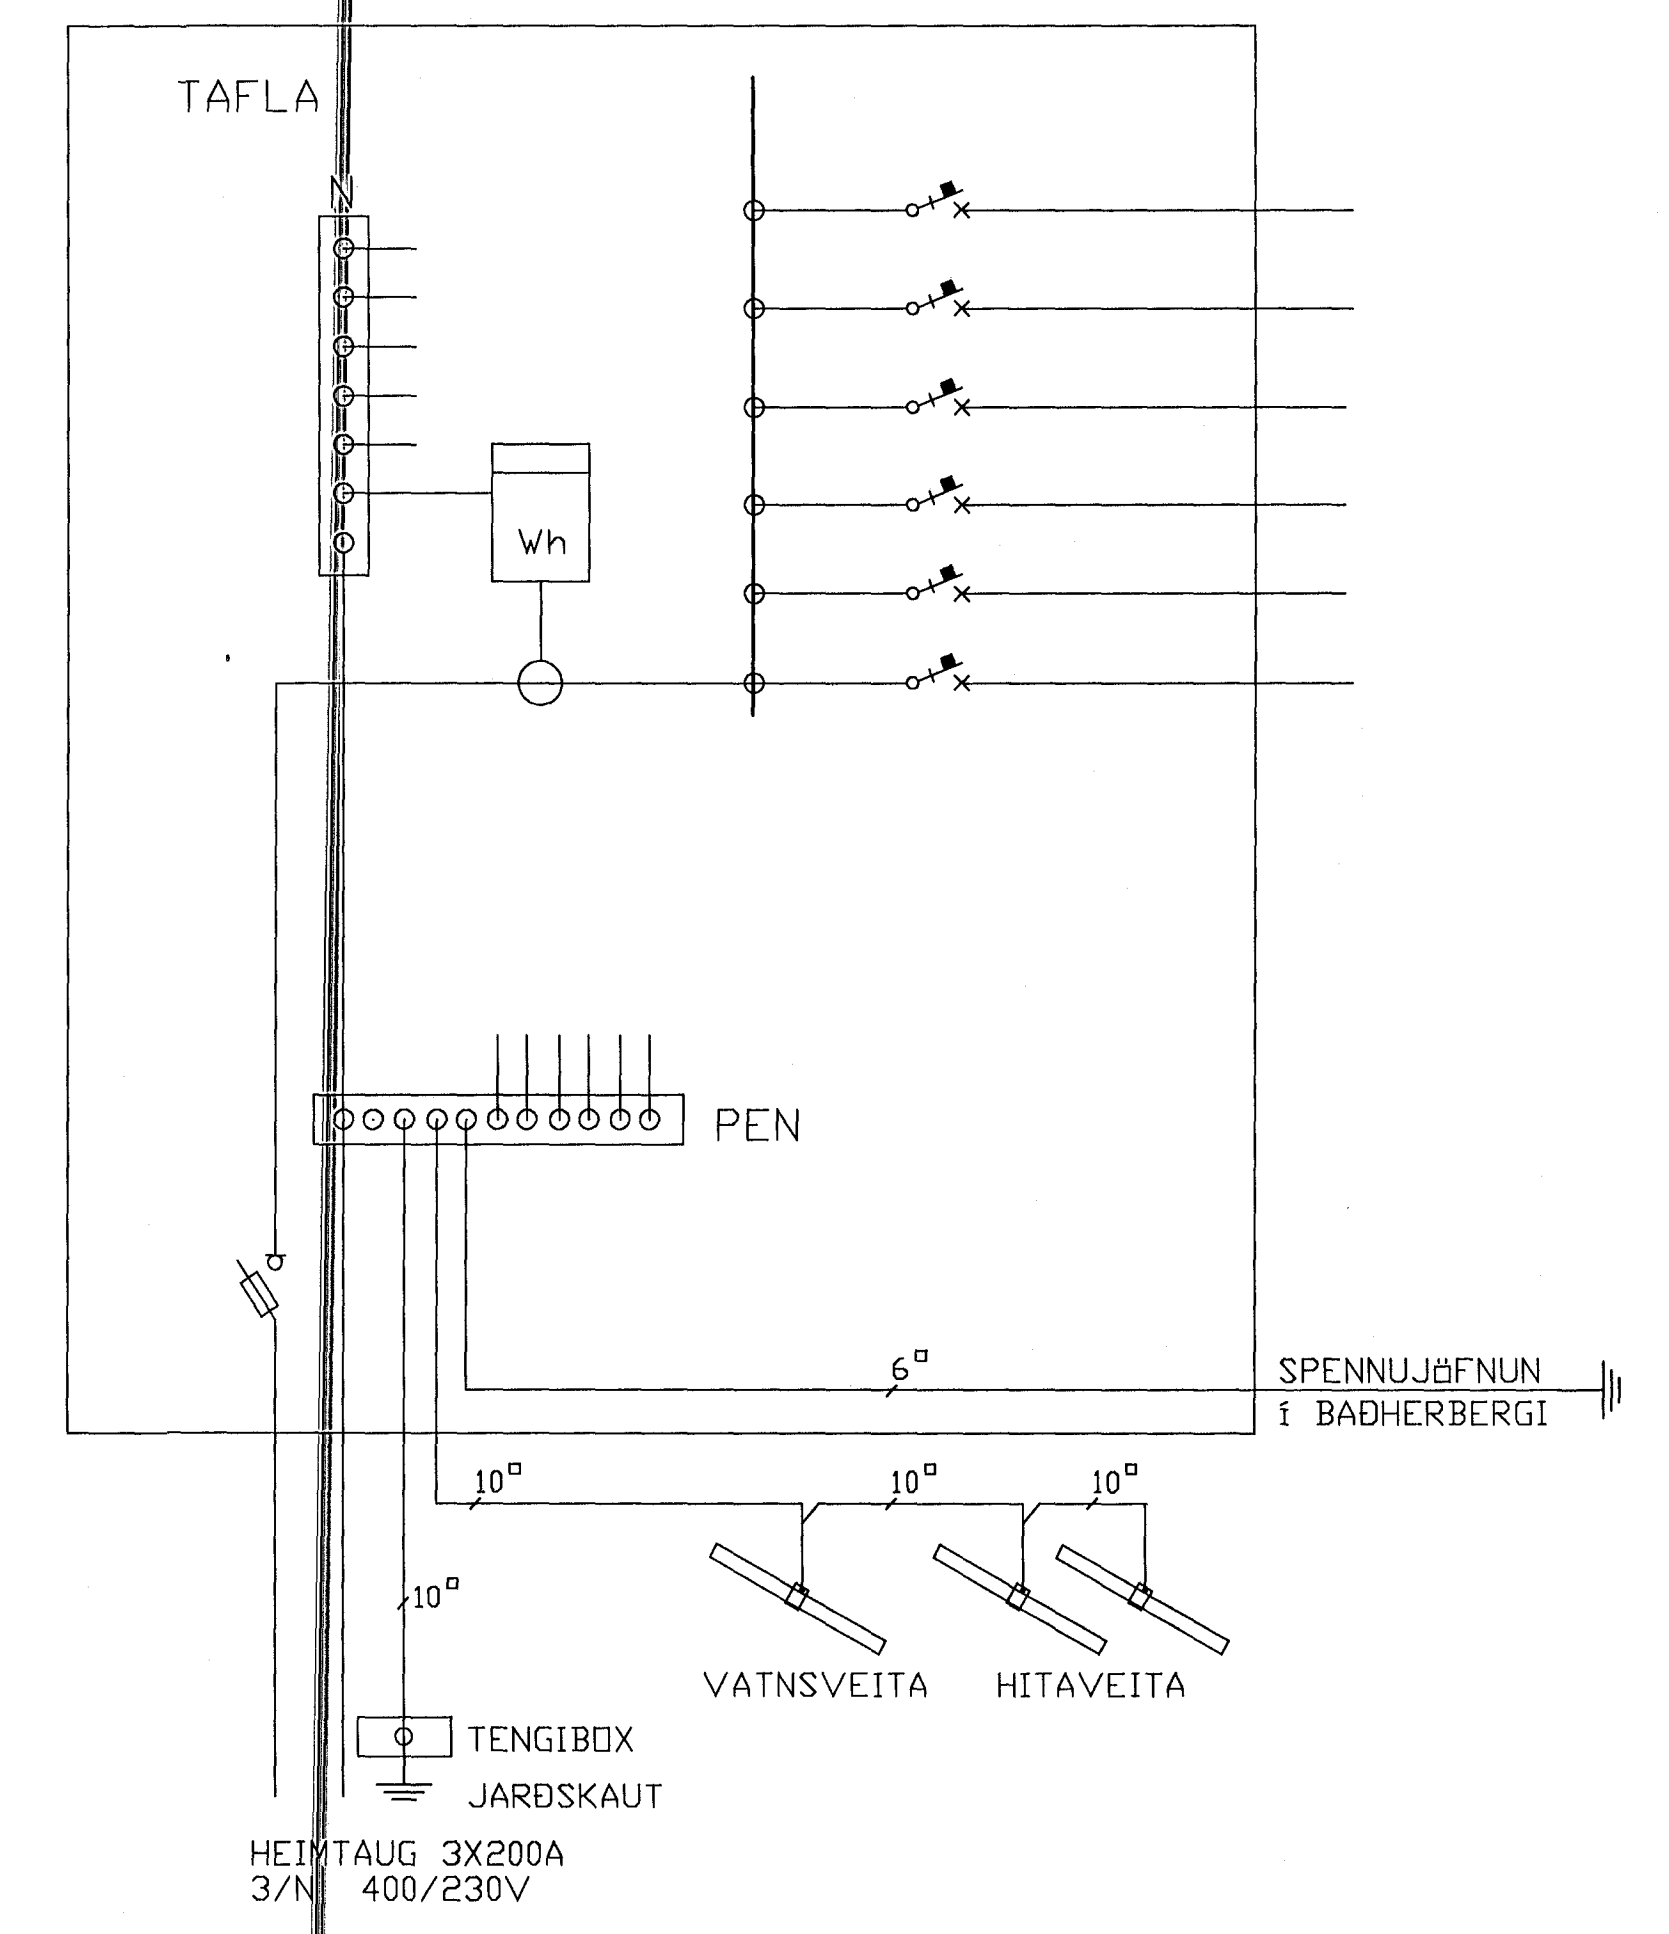 TAFLA
N
Wh
PEN
6□
SPENNUJÖFNUN
Í BAÐHERBERGI
10□
10□
10□
10□
VATNSVEITA
HITAVEITA
TENGIBOX
JARÐSKAUT
HEIMTAUG 3X200A
3/N 400/230V